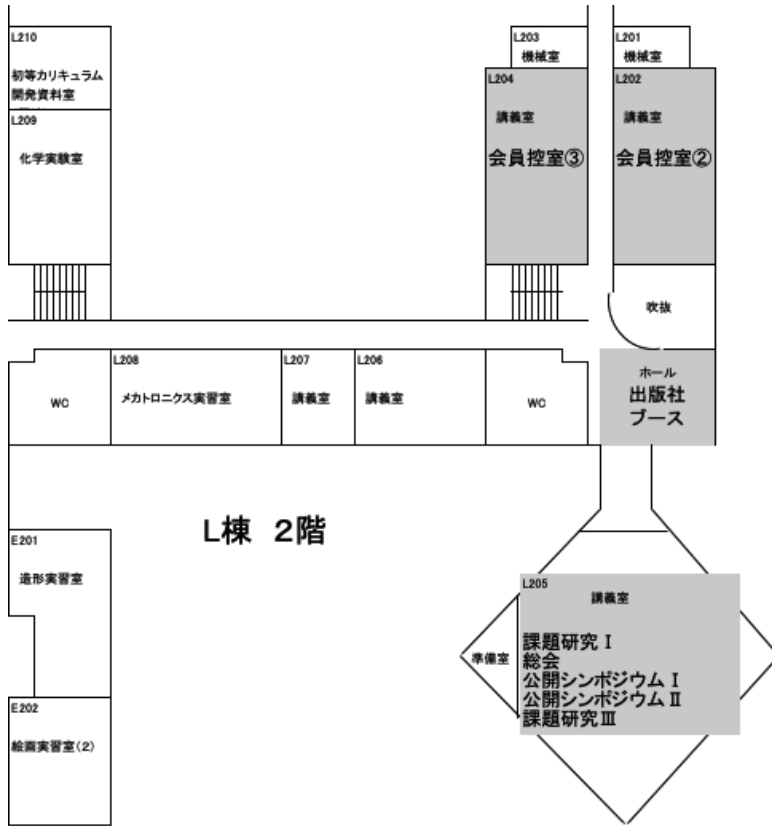 L210
初等カリキュラム
開発資料室
L209
化学実験室
L203
機械室
L201
機械室
L204
講義室
会員控室③
L202
講義室
会員控室②
吹抜
WC
L208
メカトロニクス実習室
L207
講義室
L206
講義室
WC
ホール
出版社
ブース
L棟 2階
E201
造形実習室
E202
絵画実習室(2)
L205
講義室
準備室
課題研究Ⅰ
総会
公開シンポジウムⅠ
公開シンポジウムⅡ
課題研究Ⅲ